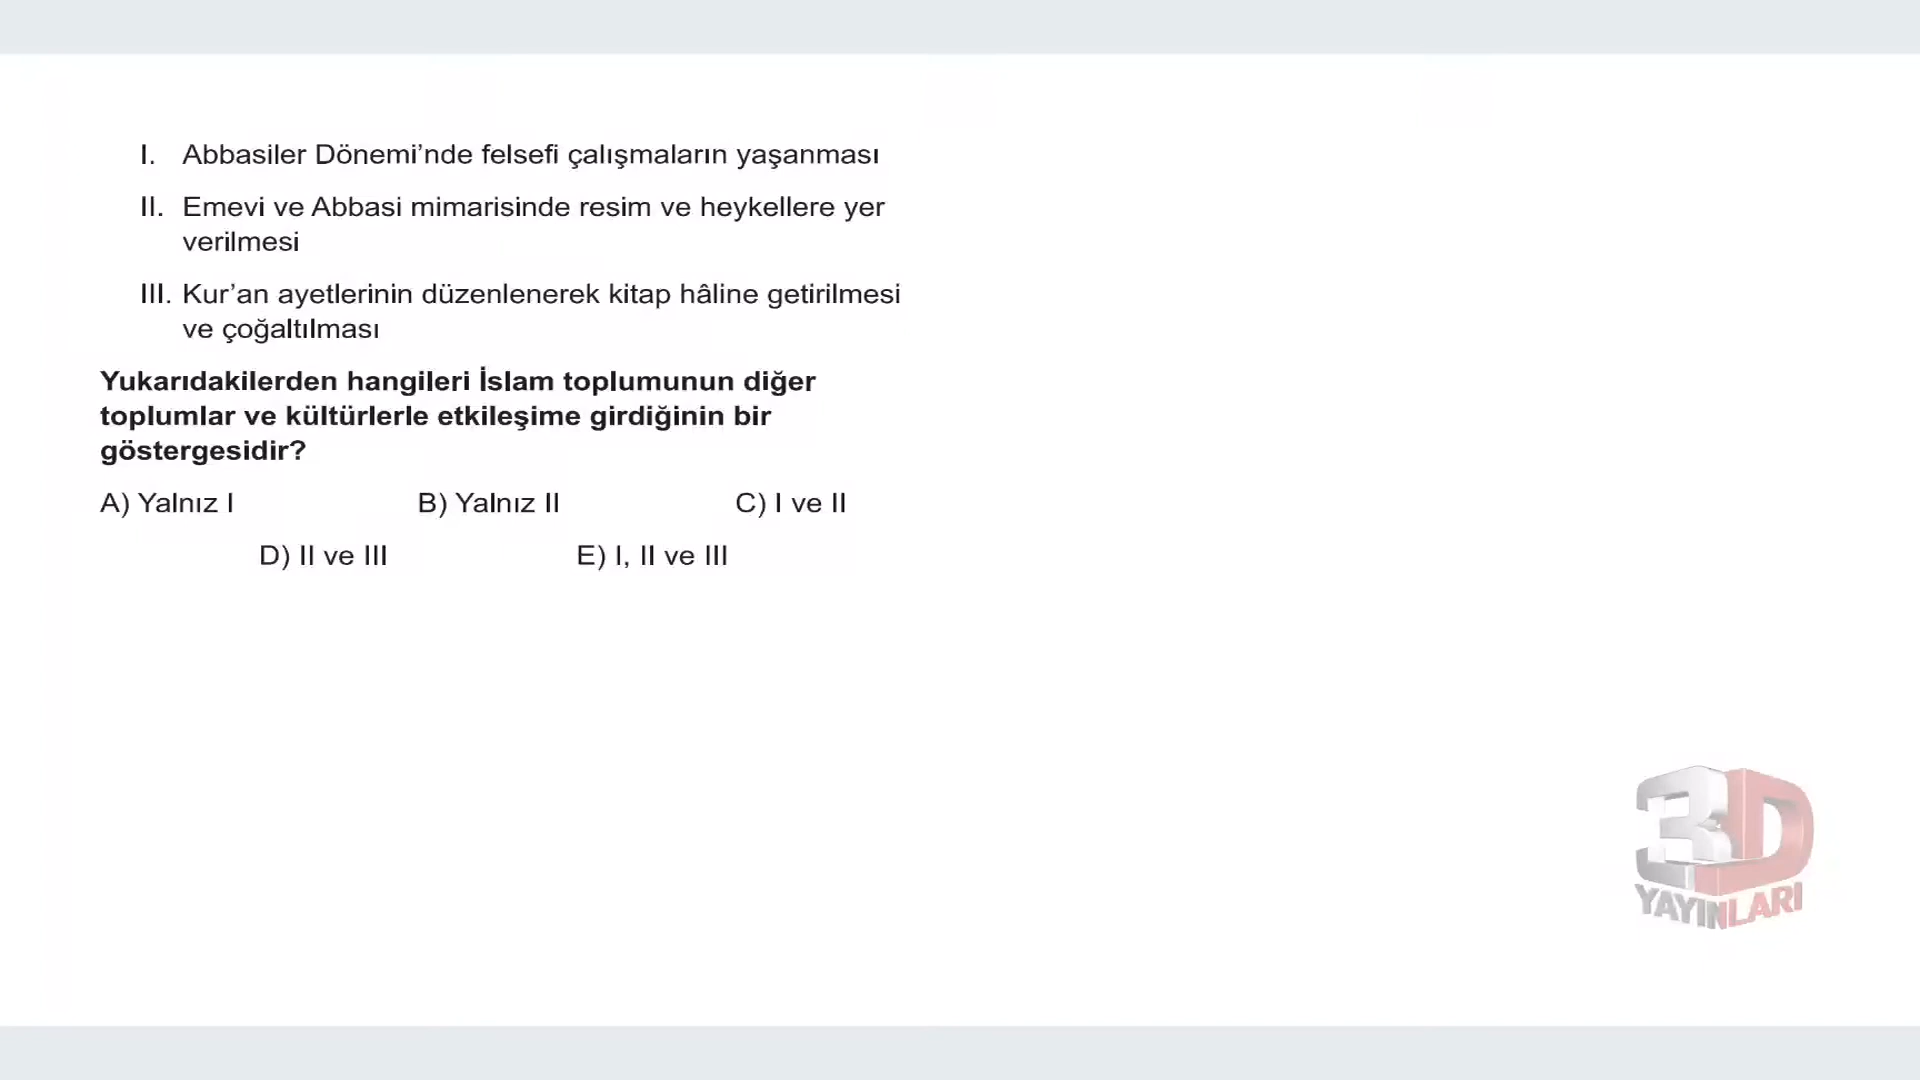 I. Abbasiler Dönemi’nde felsefi çalışmaların yaşanması
II. Emevi ve Abbasi mimarisinde resim ve heykellere yer
verilmesi
III. Kur’an ayetlerinin düzenlenerek kitap hâline getirilmesi
ve çoğaltılması
Yukarıdakilerden hangileri İslam toplumunun diğer
toplumlar ve kültürlerle etkileşime girdiğinin bir
göstergesidir?
A) Yalnız I B) Yalnız II C) I ve II
D) II ve III E) I, II ve III
3D
YAYINLARI